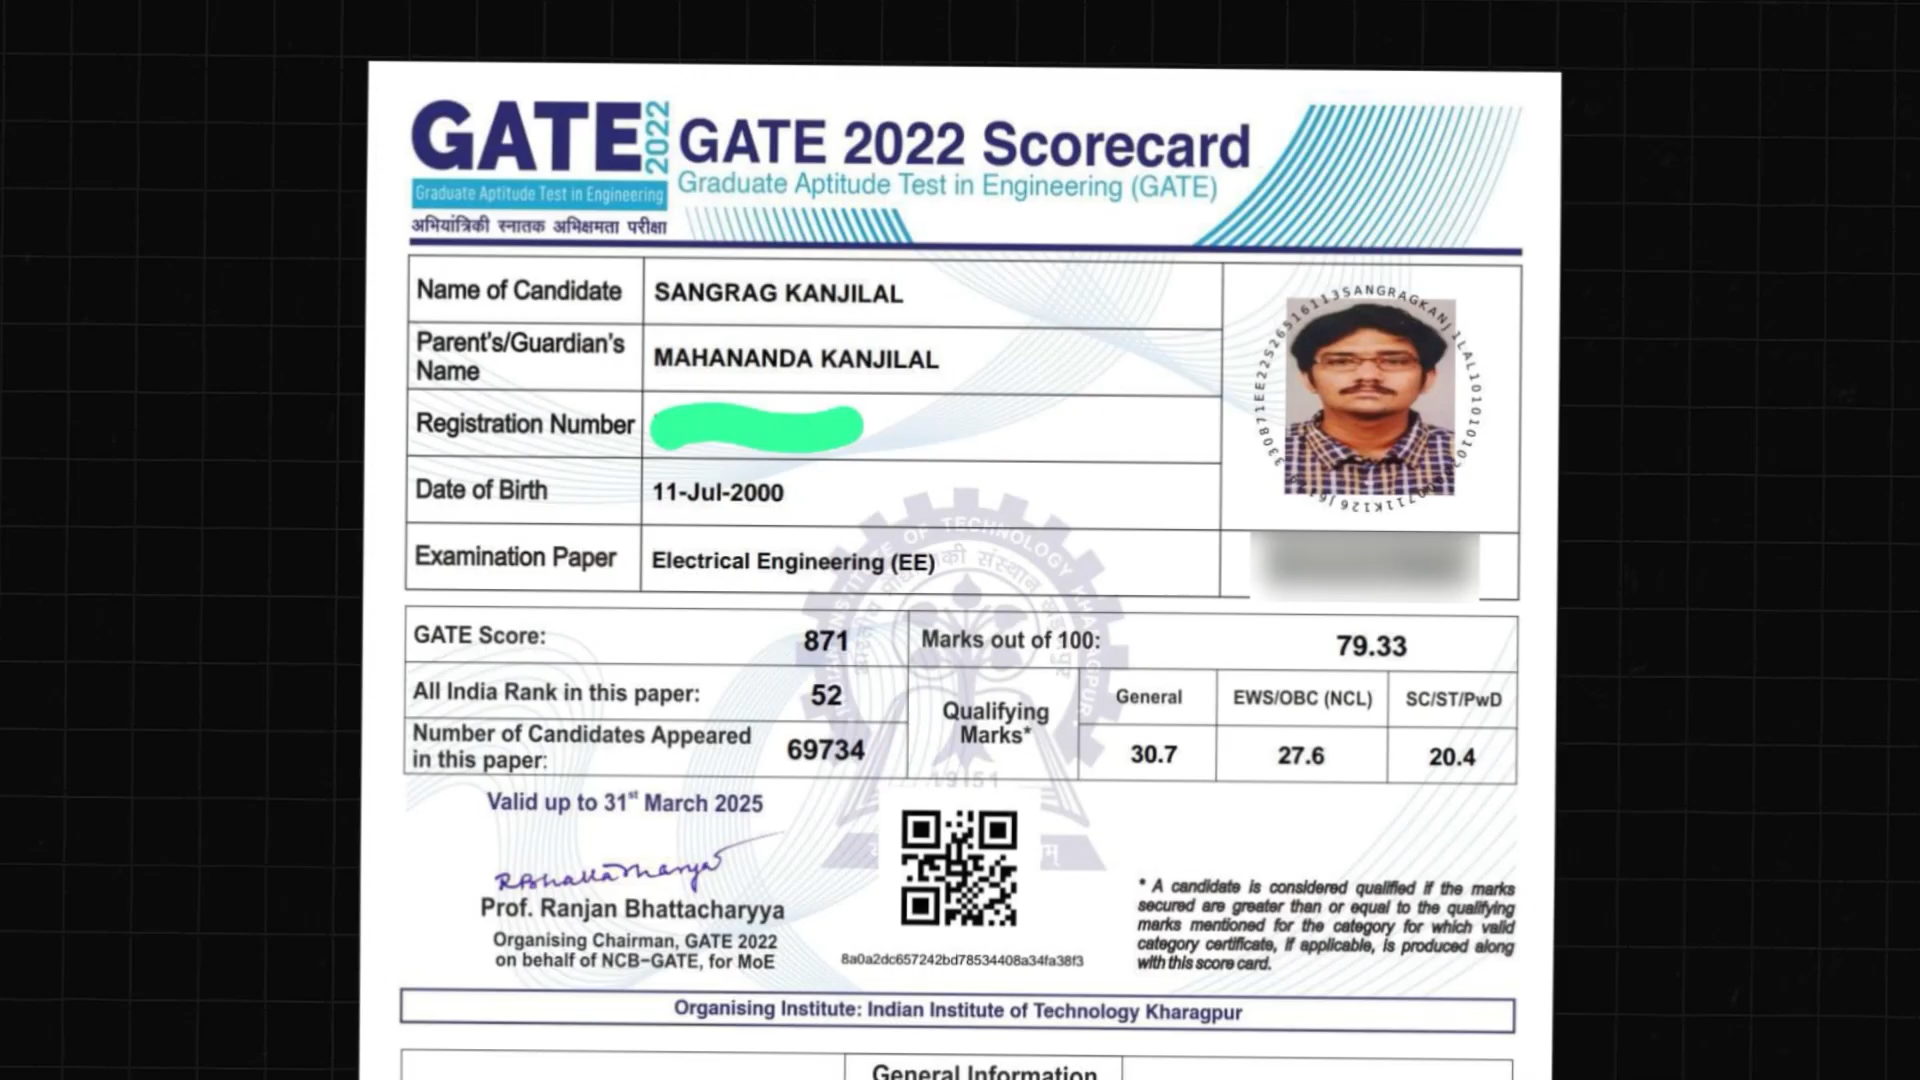 GATE 2022
Graduate Aptitude Test in Engineering
अभियांत्रिकी स्नातक अभिक्षमता परीक्षा
GATE 2022 Scorecard
Graduate Aptitude Test in Engineering (GATE)
Name of Candidate SANGRAG KANJILAL
Parent's/Guardian's Name MAHANANDA KANJILAL
Registration Number
Date of Birth 11-Jul-2000
Examination Paper Electrical Engineering (EE)
GATE Score: 871 Marks out of 100: 79.33
All India Rank in this paper: 52
Number of Candidates Appeared
in this paper: 69734
Qualifying
Marks*
General EWS/OBC (NCL) SC/ST/PwD
30.7 27.6 20.4
Valid up to 31st March 2025
Prof. Ranjan Bhattacharyya
Organising Chairman, GATE 2022
on behalf of NCB-GATE, for MoE
8a0a2dc657242bd78534408a34fa38f3
* A candidate is considered qualified if the marks
secured are greater than or equal to the qualifying
marks mentioned for the category for which valid
category certificate, if applicable, is produced along
with this score card.
Organising Institute: Indian Institute of Technology Kharagpur
General Information